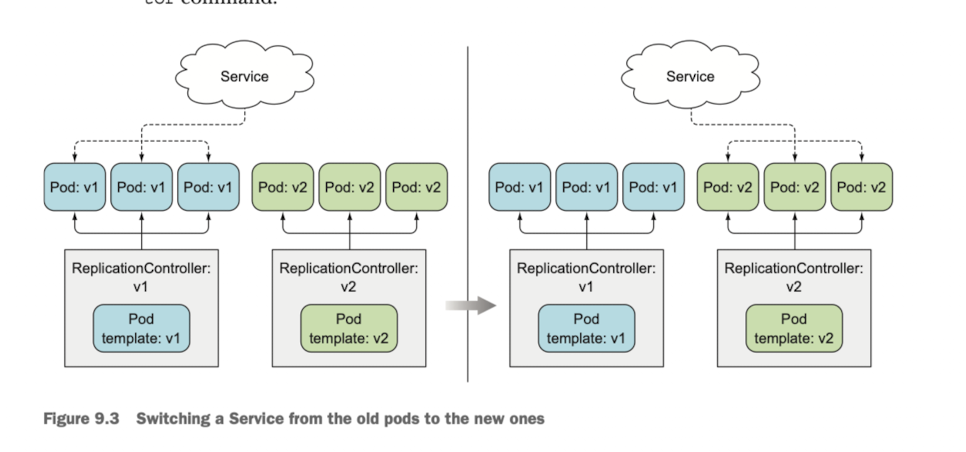 command.
Service
Service
Pod: v1 Pod: v1 Pod: v1 Pod: v2 Pod: v2 Pod: v2
Pod: v1 Pod: v1 Pod: v1 Pod: v2 Pod: v2 Pod: v2
ReplicationController:
v1
Pod
template: v1
ReplicationController:
v2
Pod
template: v2
ReplicationController:
v1
Pod
template: v1
ReplicationController:
v2
Pod
template: v2
Figure 9.3 Switching a Service from the old pods to the new ones